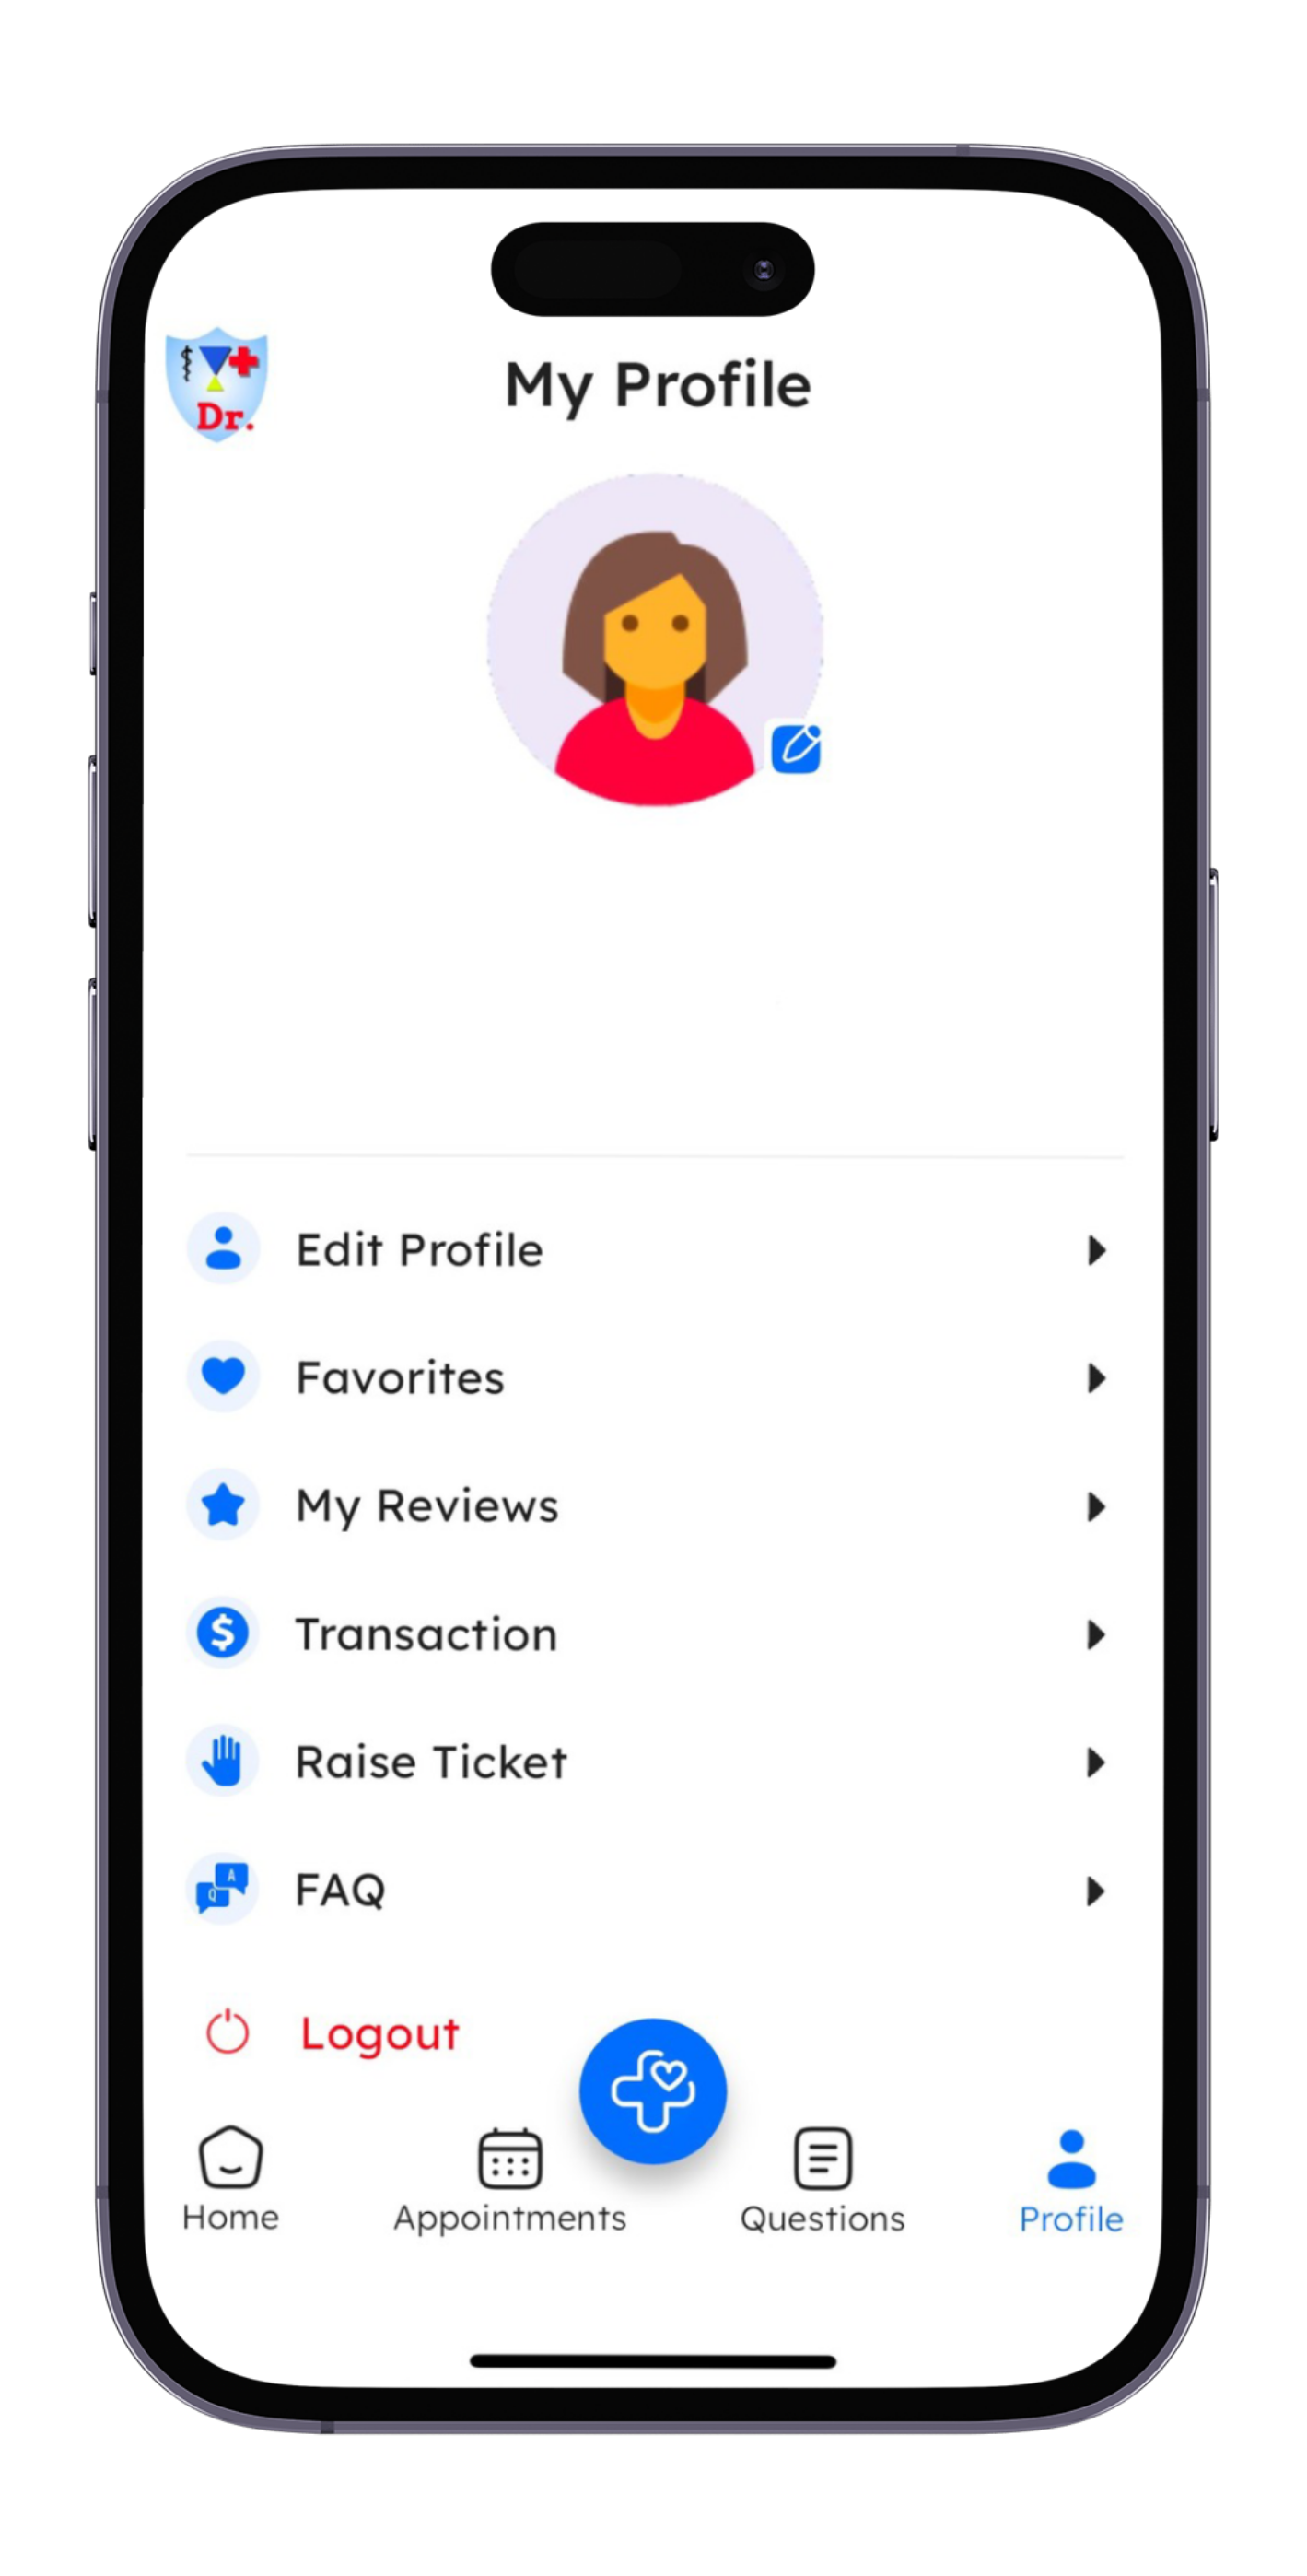 Dr.
My Profile
Edit Profile
Favorites
My Reviews
$
Transaction
Raise Ticket
A
Q
FAQ
Logout
Home
Appointments
Questions
Profile